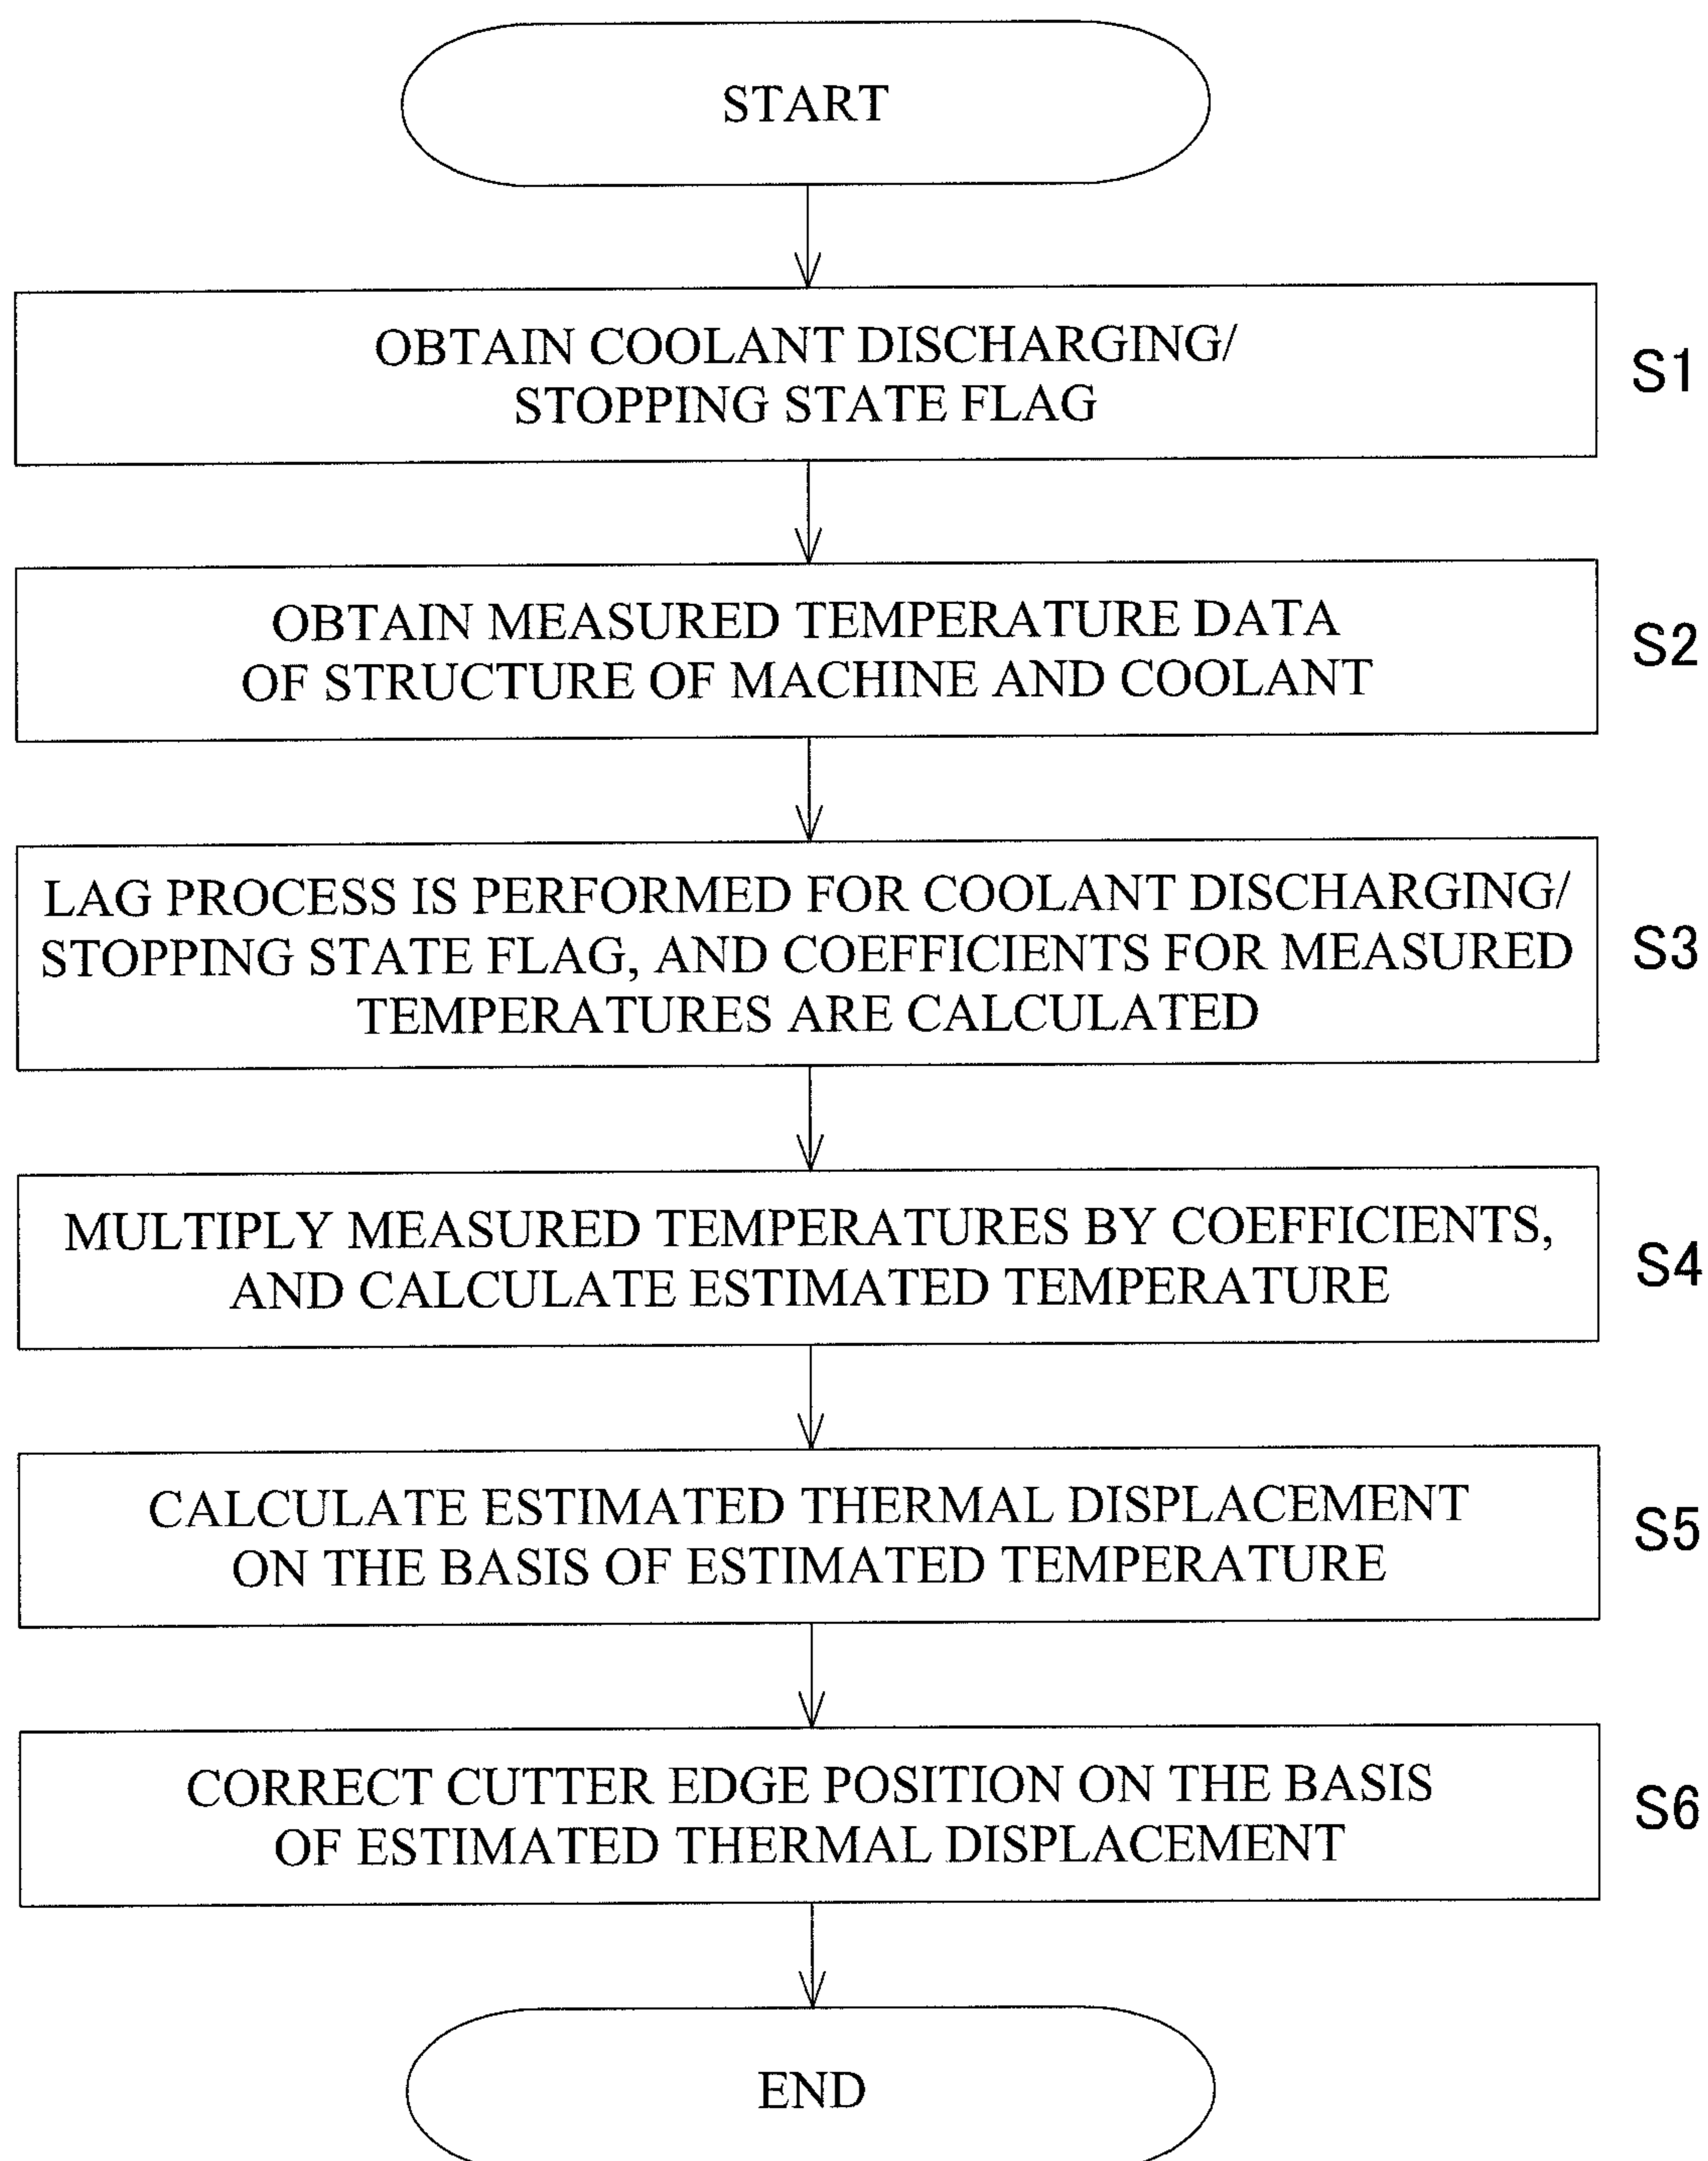 START
OBTAIN COOLANT DISCHARGING/
STOPPING STATE FLAG
S1
OBTAIN MEASURED TEMPERATURE DATA
OF STRUCTURE OF MACHINE AND COOLANT
S2
LAG PROCESS IS PERFORMED FOR COOLANT DISCHARGING/
STOPPING STATE FLAG, AND COEFFICIENTS FOR MEASURED
TEMPERATURES ARE CALCULATED
S3
MULTIPLY MEASURED TEMPERATURES BY COEFFICIENTS,
AND CALCULATE ESTIMATED TEMPERATURE
S4
CALCULATE ESTIMATED THERMAL DISPLACEMENT
ON THE BASIS OF ESTIMATED TEMPERATURE
S5
CORRECT CUTTER EDGE POSITION ON THE BASIS
OF ESTIMATED THERMAL DISPLACEMENT
S6
END